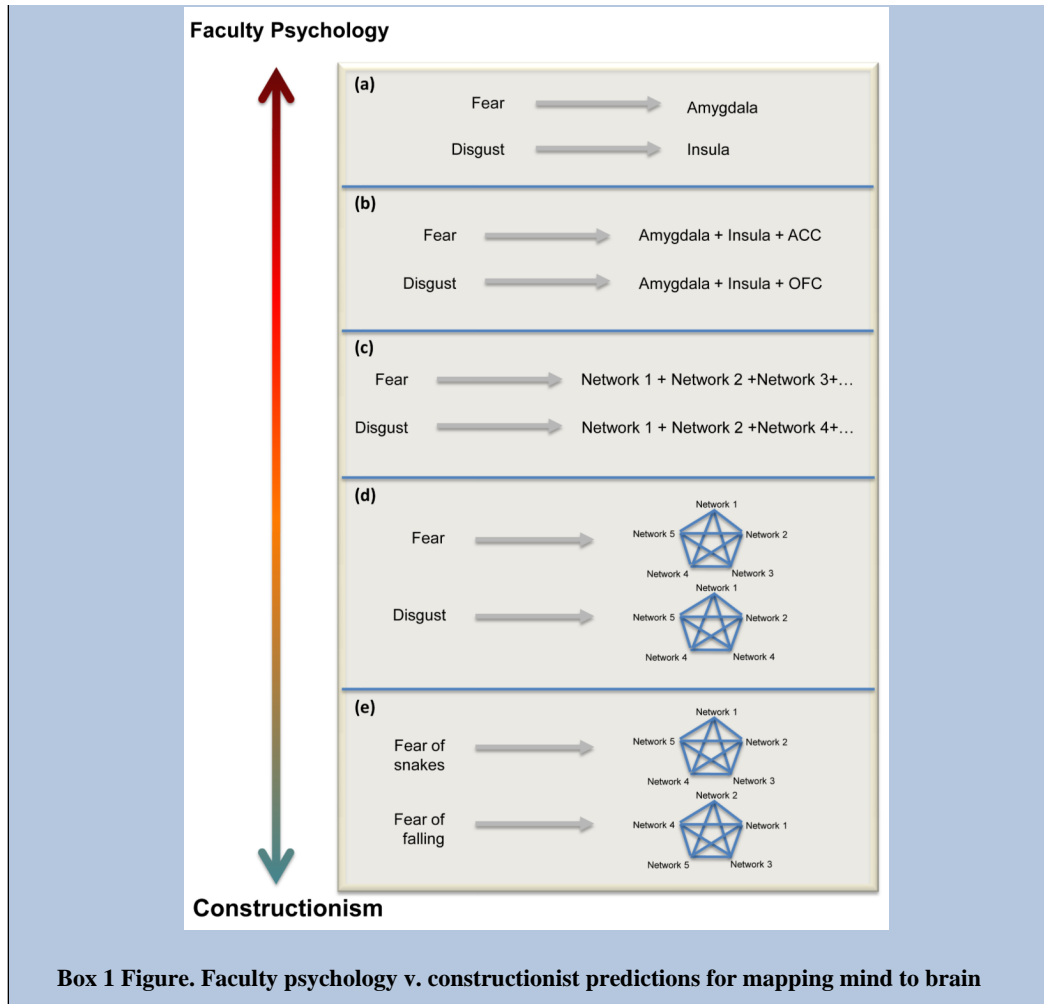 Faculty Psychology
(a)
Fear Amygdala
Disgust Insula
(b)
Fear Amygdala + Insula + ACC
Disgust Amygdala + Insula + OFC
(c)
Fear Network 1 + Network 2 +Network 3+...
Disgust Network 1 + Network 2 +Network 4+...
(d)
Network 1
Fear
Network 5 Network 2
Network 4 Network 3
Network 1
Disgust
Network 5 Network 2
Network 4 Network 4
(e)
Network 1
Fear of
snakes
Network 5 Network 2
Network 4 Network 3
Network 2
Fear of
falling
Network 4 Network 1
Network 5 Network 3
Constructionism
Box 1 Figure. Faculty psychology v. constructionist predictions for mapping mind to brain